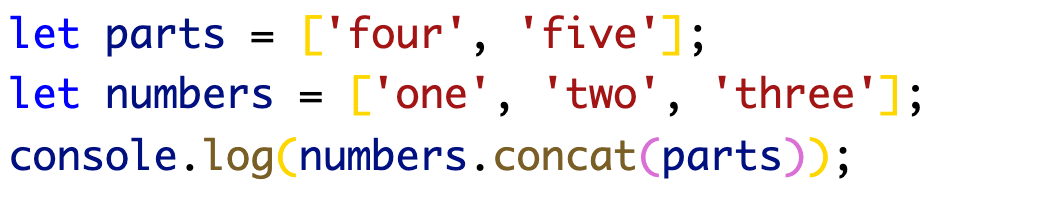 let parts = ['four', 'five'];
let numbers = ['one', 'two', 'three'];
console.log(numbers.concat(parts));